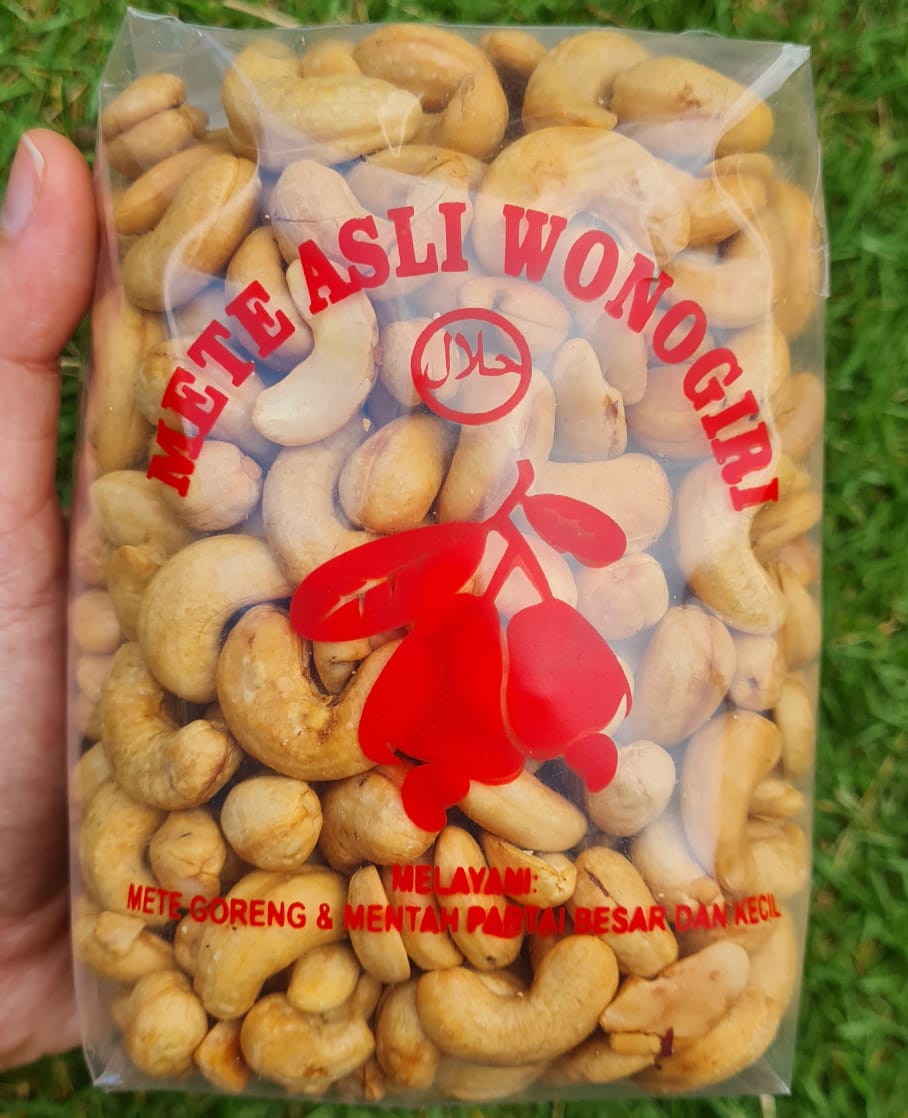 METE ASLI WONOGIRI
حلال
MELAYANI:
METE GORENG & MENTAH PARTAI BESAR DAN KECIL